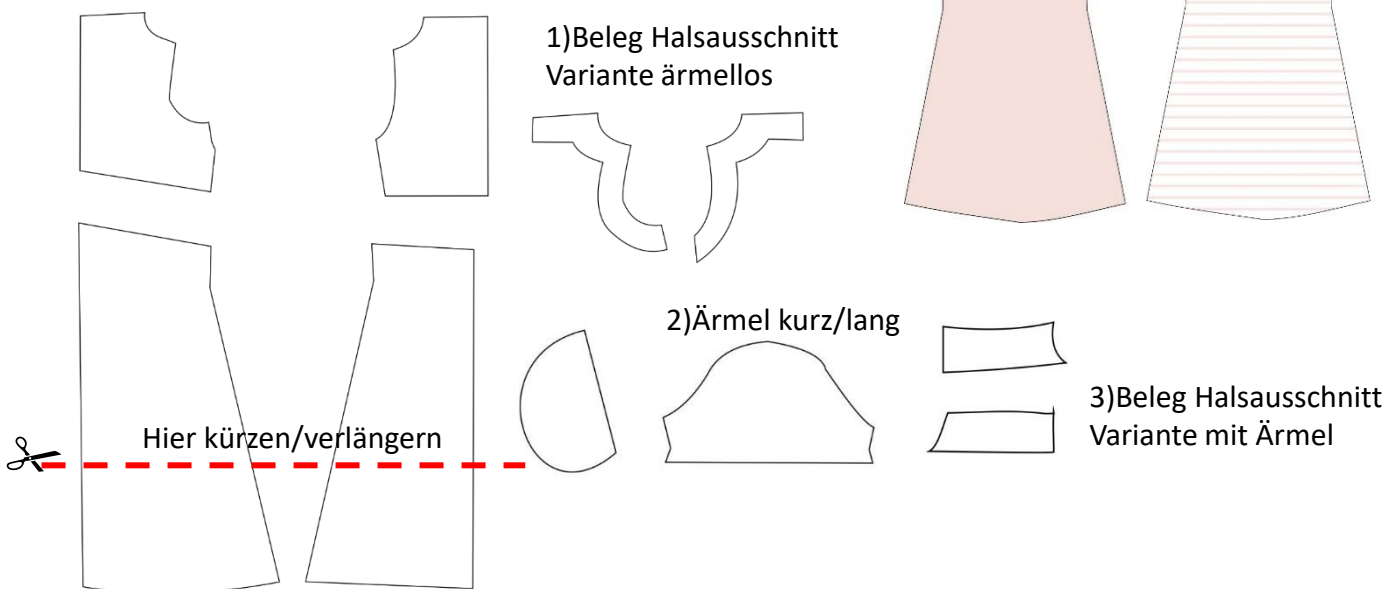 1)Beleg Halsausschnitt
Variante ärmellos
2)Ärmel kurz/lang
3)Beleg Halsausschnitt
Variante mit Ärmel
Hier kürzen/verlängern